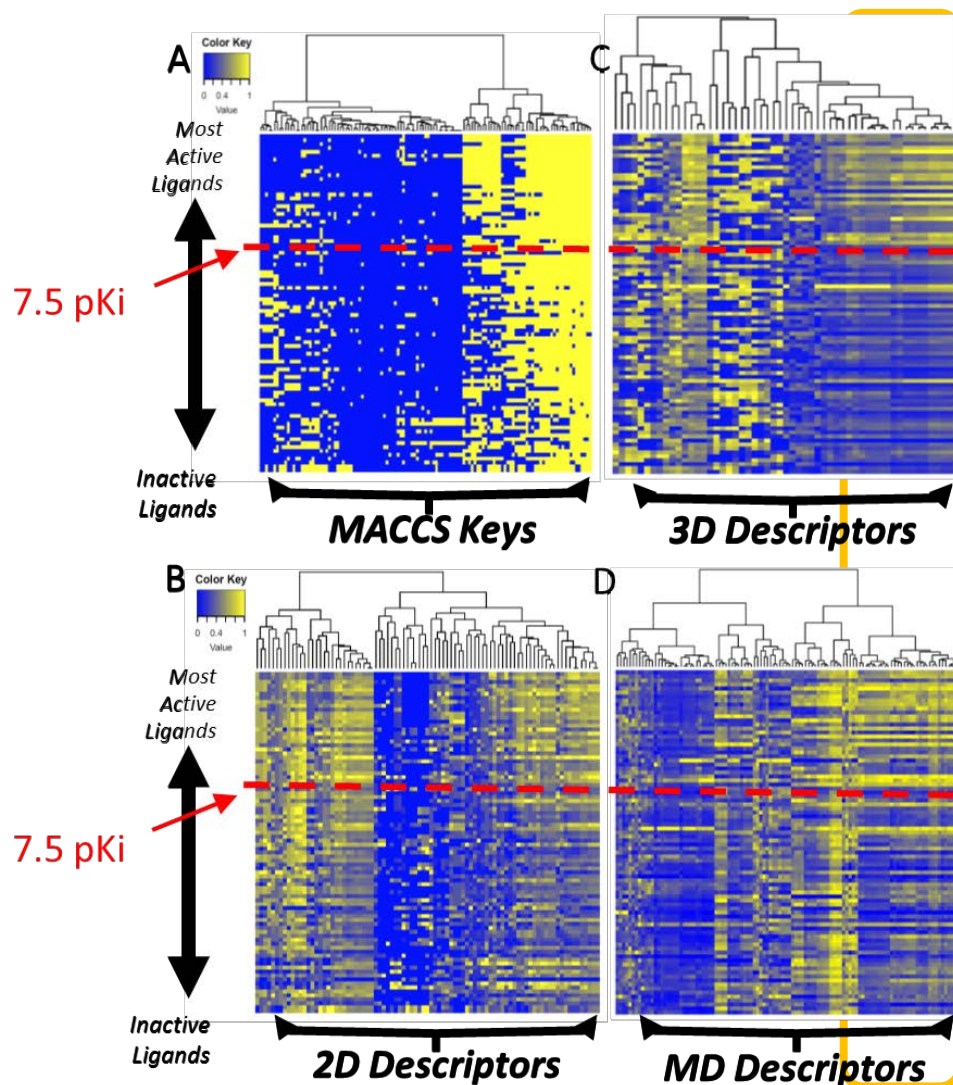 A
Color Key
0 0.4 1
Value
C
Most
Active
Ligands
7.5 pKi
Inactive
Ligands
MACCS Keys
3D Descriptors
B
Color Key
0 0.4 1
Value
D
Most
Active
Ligands
7.5 pKi
Inactive
Ligands
2D Descriptors
MD Descriptors